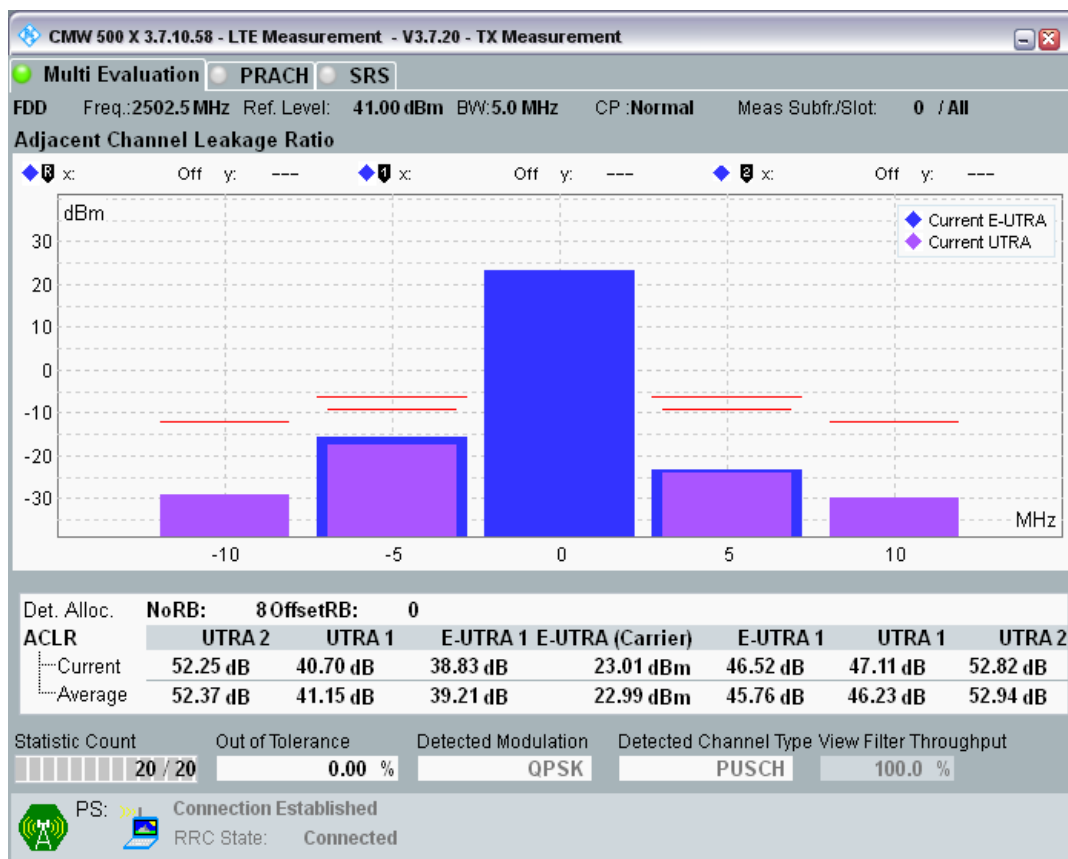 CMW 500 X 3.7.10.58 - LTE Measurement - V3.7.20 - TX Measurement
Multi Evaluation PRACH SRS
FDD Freq.:2502.5 MHz Ref. Level: 41.00 dBm BW:5.0 MHz CP :Normal Meas Subfr./Slot: 0 / All
Adjacent Channel Leakage Ratio
R x: Off y: --- 1 x: Off y: --- 2 x: Off y: ---
dBm
Current E-UTRA
Current UTRA
30
20
10
0
-10
-20
-30
MHz
-10 -5 0 5 10
Det. Alloc. NoRB: 8 OffsetRB: 0
ACLR UTRA 2 UTRA 1 E-UTRA 1 E-UTRA (Carrier) E-UTRA 1 UTRA 1 UTRA 2
Current 52.25 dB 40.70 dB 38.83 dB 23.01 dBm 46.52 dB 47.11 dB 52.82 dB
Average 52.37 dB 41.15 dB 39.21 dB 22.99 dBm 45.76 dB 46.23 dB 52.94 dB
Statistic Count Out of Tolerance Detected Modulation Detected Channel Type View Filter Throughput
20 / 20 0.00 % QPSK PUSCH 100.0 %
PS: Connection Established
RRC State: Connected